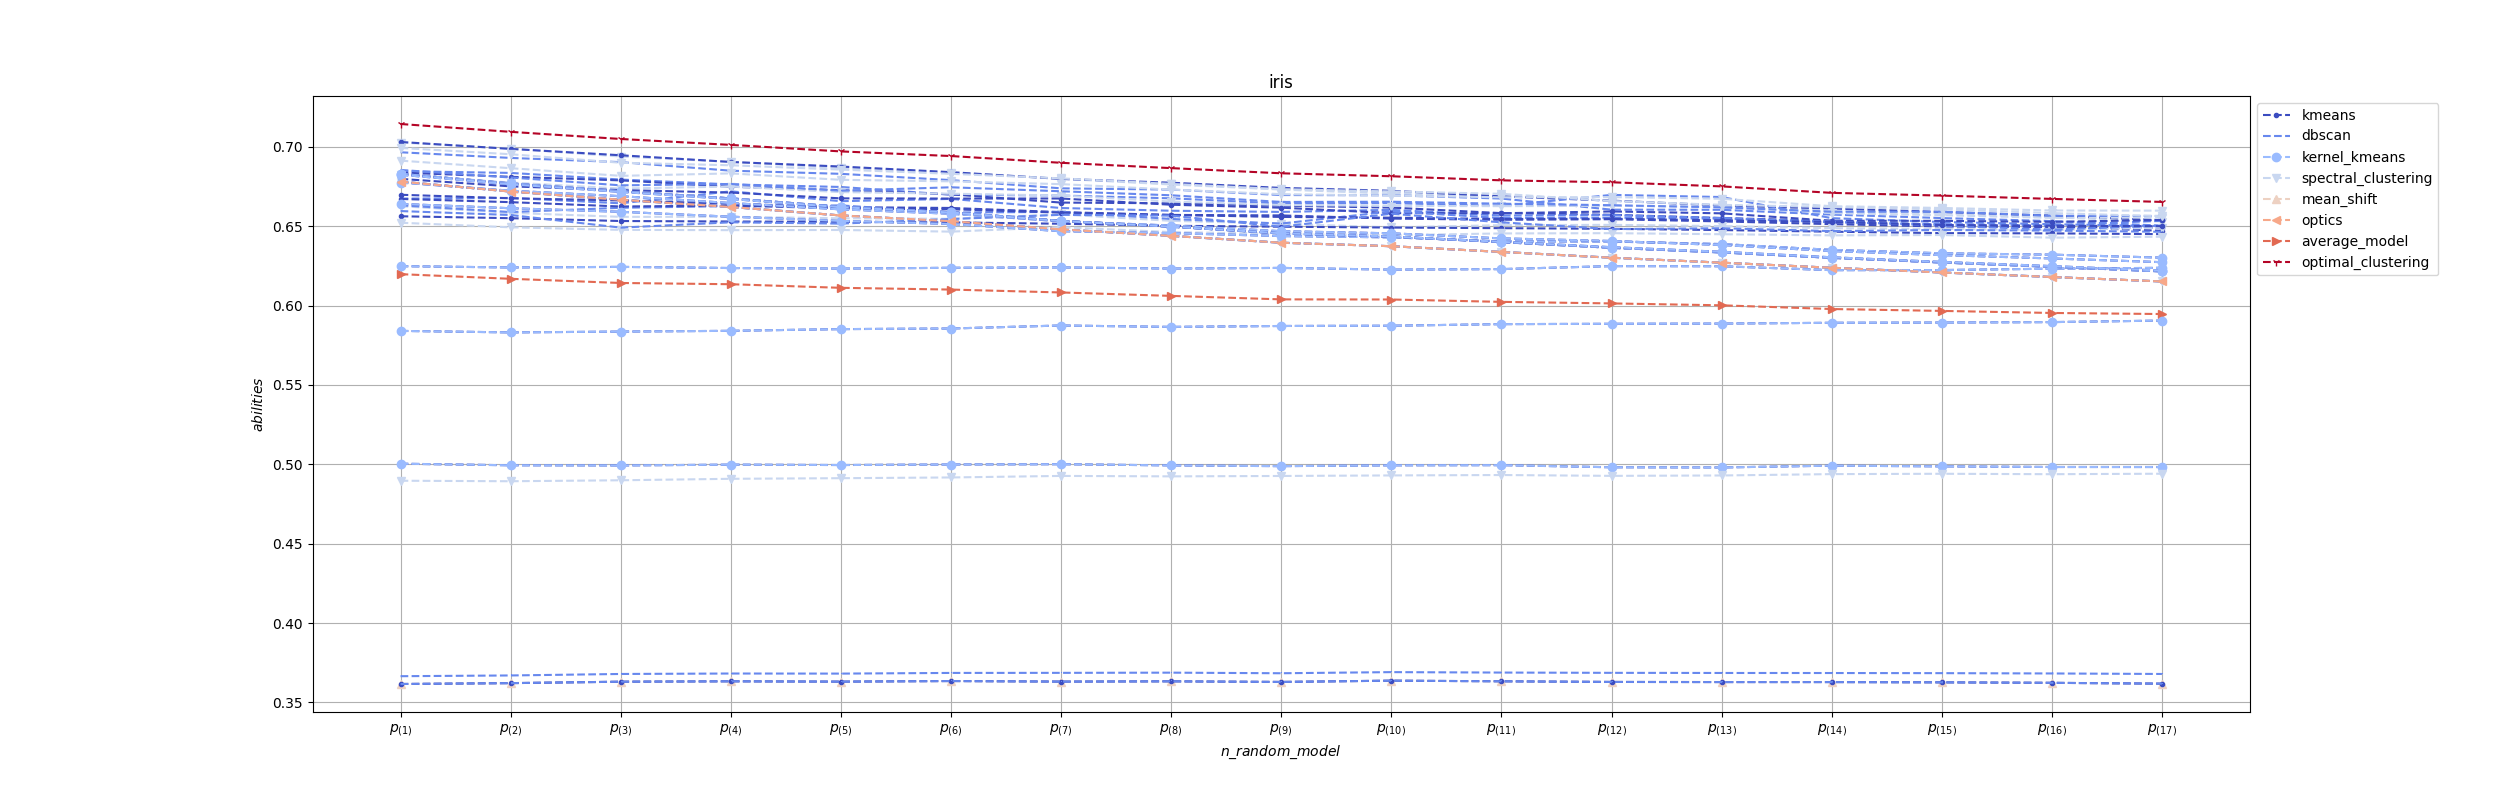 iris
abilities
0.70
0.65
0.60
0.55
0.50
0.45
0.40
0.35
p(1) p(2) p(3) p(4) p(5) p(6) p(7) p(8) p(9) p(10) p(11) p(12) p(13) p(14) p(15) p(16) p(17)
n_random_model
kmeans
dbscan
kernel_kmeans
spectral_clustering
mean_shift
optics
average_model
optimal_clustering